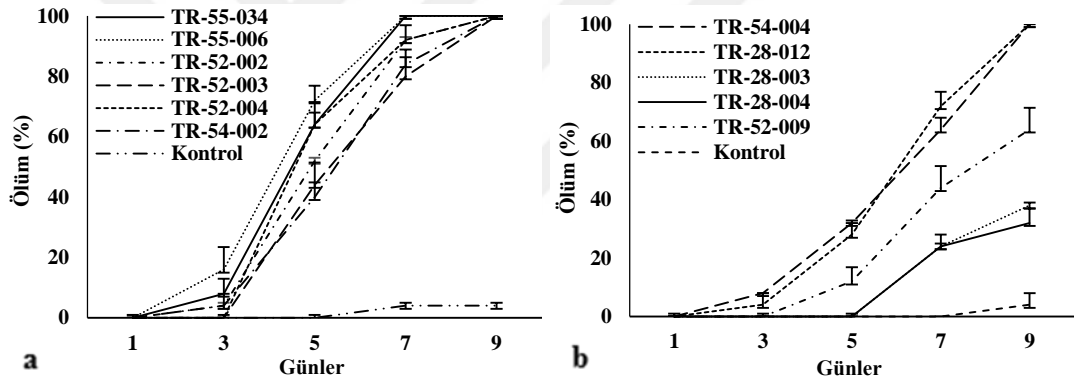 Ölüm (%)
100
80
60
40
20
0
TR-55-034
TR-55-006
TR-52-002
TR-52-003
TR-52-004
TR-54-002
Kontrol
1 3 5 7 9
Günler
a
Ölüm (%)
100
80
60
40
20
0
TR-54-004
TR-28-012
TR-28-003
TR-28-004
TR-52-009
Kontrol
1 3 5 7 9
Günler
b